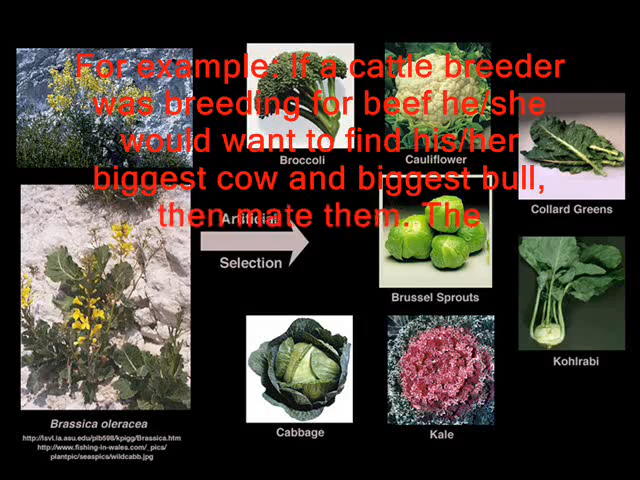 For example: If a cattle breeder
was breeding for beef he/she
would want to find his/her
biggest cow and biggest bull,
then mate them. The
Broccoli
Cauliflower
Collard Greens
Artificial
Selection
Brussel Sprouts
Kohlrabi
Cabbage
Kale
Brassica oleracea
http://lsvl.la.asu.edu/plb598/kpigg/Brassica.htm
http://www.fishing-in-wales.com/_pics/
plantpic/seaspics/wildcabb.jpg